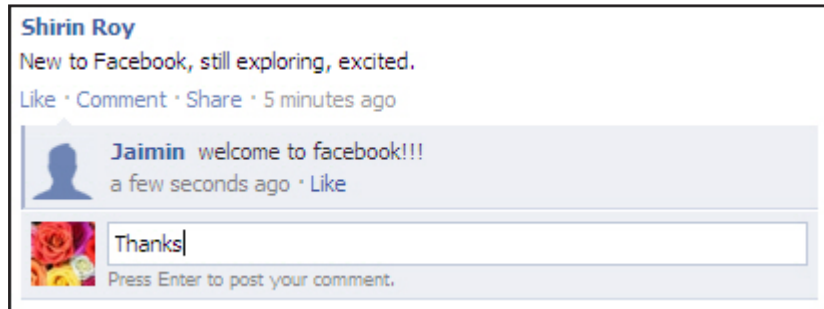 Shirin Roy
New to Facebook, still exploring, excited.
Like · Comment · Share · 5 minutes ago
Jaimin welcome to facebook!!!
a few seconds ago · Like
Thanks
Press Enter to post your comment.